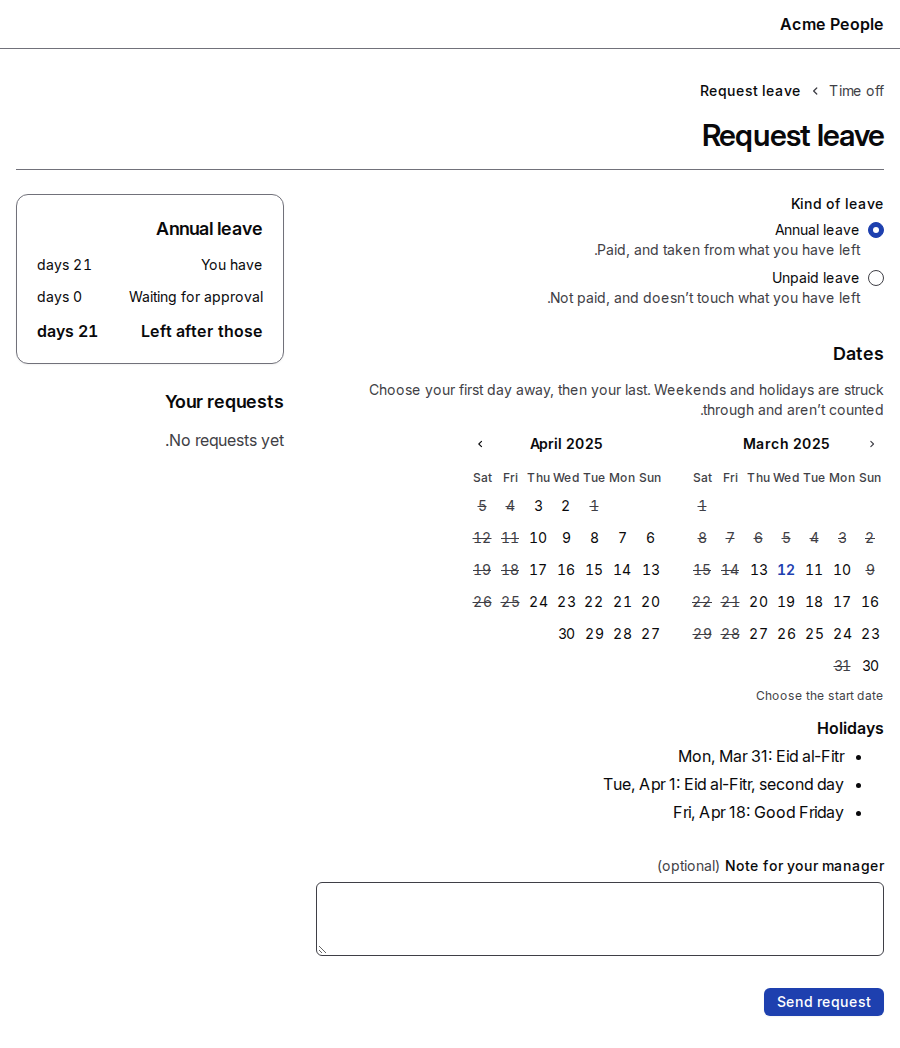 Acme People
Time off ‹ Request leave
Request leave
Kind of leave
Annual leave
.Paid, and taken from what you have left
Unpaid leave
.Not paid, and doesn’t touch what you have left
Dates
Choose your first day away, then your last. Weekends and holidays are struck
.through and aren’t counted
March 2025
Sun Mon Tue Wed Thu Fri Sat
1
2 3 4 5 6 7 8
9 10 11 12 13 14 15
16 17 18 19 20 21 22
23 24 25 26 27 28 29
30 31
April 2025
Sun Mon Tue Wed Thu Fri Sat
1 2 3 4 5
6 7 8 9 10 11 12
13 14 15 16 17 18 19
20 21 22 23 24 25 26
27 28 29 30
Choose the start date
Holidays
• Mon, Mar 31: Eid al-Fitr
• Tue, Apr 1: Eid al-Fitr, second day
• Fri, Apr 18: Good Friday
Note for your manager (optional)
Send request
Annual leave
You have days 21
Waiting for approval days 0
Left after those days 21
Your requests
.No requests yet